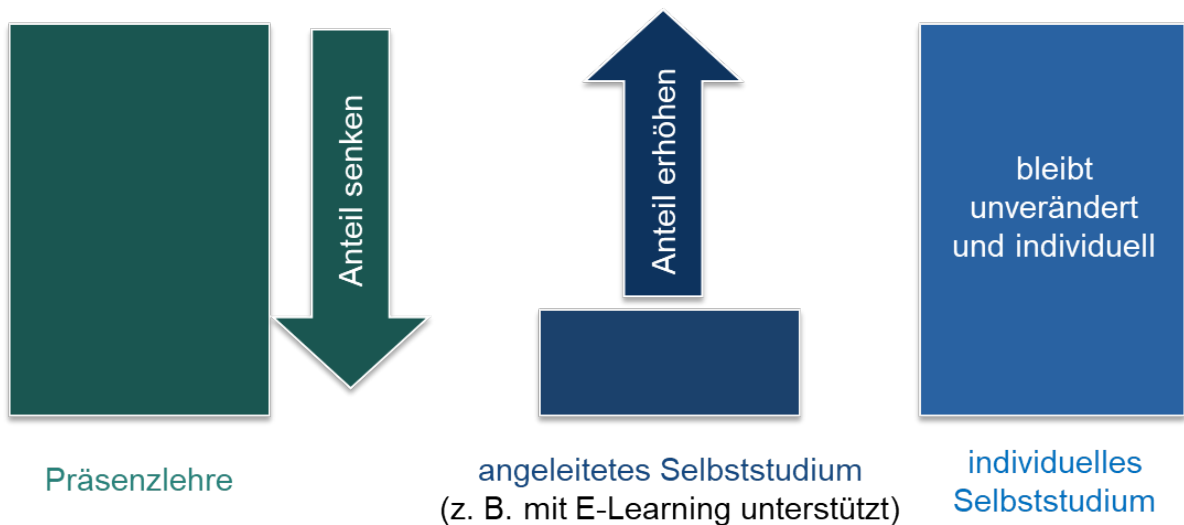 Anteil senken
Anteil erhöhen
bleibt
unverändert
und individuell
Präsenzlehre
angeleitetes Selbststudium
(z. B. mit E-Learning unterstützt)
individuelles
Selbststudium